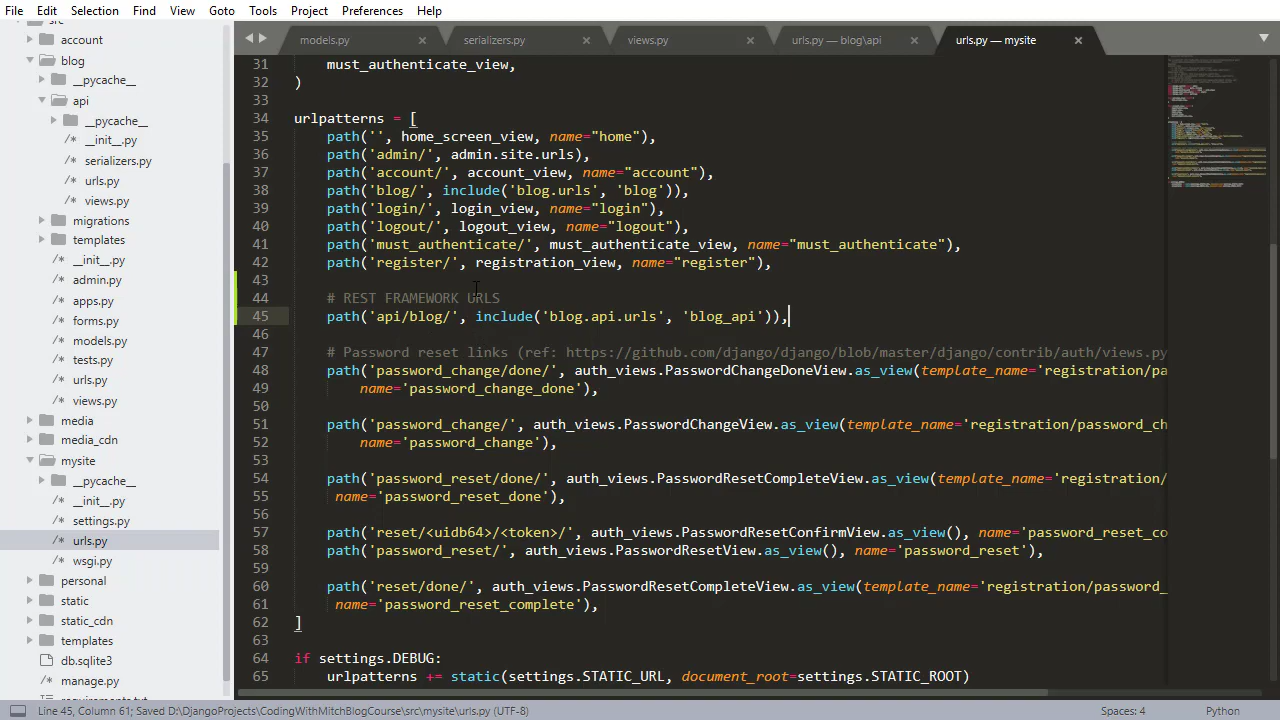 File Edit Selection Find View Goto Tools Project Preferences Help
src
account
blog
__pycache__
api
__pycache__
__init__.py
serializers.py
urls.py
views.py
migrations
templates
__init__.py
admin.py
apps.py
forms.py
models.py
tests.py
urls.py
views.py
media
media_cdn
mysite
__pycache__
__init__.py
settings.py
urls.py
wsgi.py
personal
static
static_cdn
templates
db.sqlite3
manage.py
requirements.txt
models.py serializers.py views.py urls.py — blog\api urls.py — mysite
31 must_authenticate_view,
32 )
33
34 urlpatterns = [
35 path('', home_screen_view, name="home"),
36 path('admin/', admin.site.urls),
37 path('account/', account_view, name="account"),
38 path('blog/', include('blog.urls', 'blog')),
39 path('login/', login_view, name="login"),
40 path('logout/', logout_view, name="logout"),
41 path('must_authenticate/', must_authenticate_view, name="must_authenticate"),
42 path('register/', registration_view, name="register"),
43
44 # REST FRAMEWORK URLS
45 path('api/blog/', include('blog.api.urls', 'blog_api')),
46
47 # Password reset links (ref: https://github.com/django/django/blob/master/django/contrib/auth/views.py
48 path('password_change/done/', auth_views.PasswordChangeDoneView.as_view(template_name='registration/pa
49 name='password_change_done'),
50
51 path('password_change/', auth_views.PasswordChangeView.as_view(template_name='registration/password_ch
52 name='password_change'),
53
54 path('password_reset/done/', auth_views.PasswordResetCompleteView.as_view(template_name='registration/
55 name='password_reset_done'),
56
57 path('reset/<uidb64>/<token>/', auth_views.PasswordResetConfirmView.as_view(), name='password_reset_co
58 path('password_reset/', auth_views.PasswordResetView.as_view(), name='password_reset'),
59
60 path('reset/done/', auth_views.PasswordResetCompleteView.as_view(template_name='registration/password_
61 name='password_reset_complete'),
62 ]
63
64 if settings.DEBUG:
65 urlpatterns += static(settings.STATIC_URL, document_root=settings.STATIC_ROOT)
Line 45, Column 61; Saved D:\DjangoProjects\CodingWithMitchBlogCourse\src\mysite\urls.py (UTF-8) Spaces: 4 Python